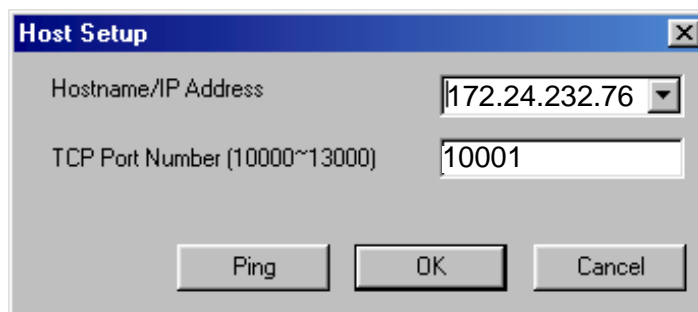 Host Setup
Hostname/IP Address 172.24.232.76
TCP Port Number (10000~13000) 10001
Ping OK Cancel